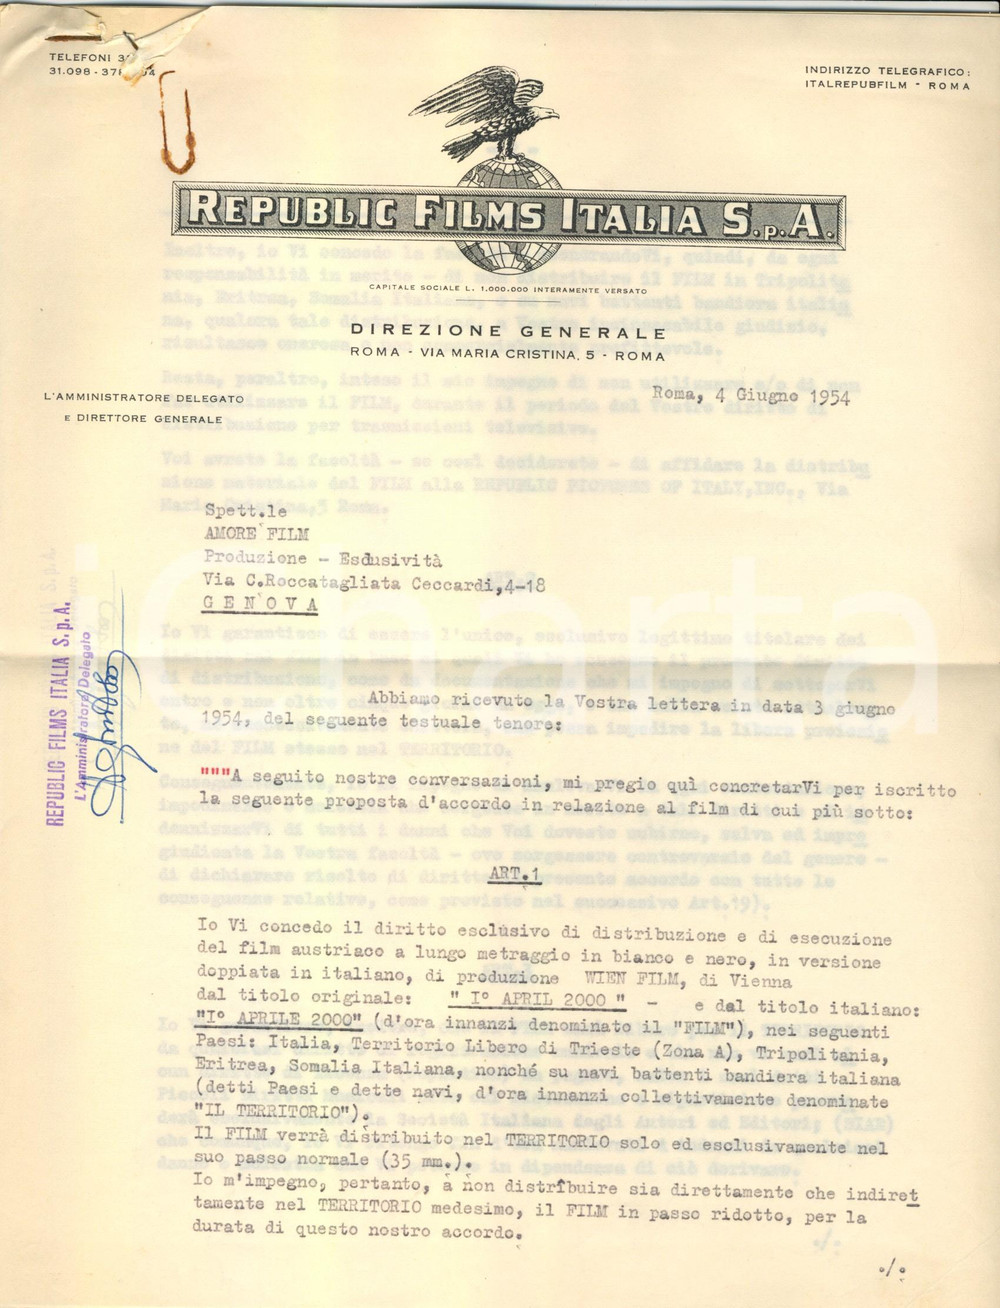 TELEFONI
31.098 - 37
INDIRIZZO TELEGRAFICO:
ITALREPUBFILM - ROMA
REPUBLIC FILMS ITALIA S.p.A.
CAPITALE SOCIALE L. 1.000.000 INTERAMENTE VERSATO
DIREZIONE GENERALE
ROMA - VIA MARIA CRISTINA, 5 - ROMA
L'AMMINISTRATORE DELEGATO
E DIRETTORE GENERALE
Roma, 4 Giugno 1954
Spett.le
AMORE FILM
Produzione - Esdusività
Via C.Roccatagliata Ceccardi,4-18
G E N O V A
REPUBLIC FILMS ITALIA S. p. A.
L'Amministratore Delegato
Abbiamo ricevuto la Vostra lettera in data 3 giugno
1954, del seguente testuale tenore:
"""A seguito nostre conversazioni, mi pregio quì concretarVi per iscritto
la seguente proposta d'accordo in relazione al film di cui più sotto:
ART.1
Io Vi concedo il diritto esclusivo di distribuzione e di esecuzione
del film austriaco a lungo metraggio in bianco e nero, in versione
doppiata in italiano, di produzione WIEN FILM, di Vienna
dal titolo originale: " I° APRIL 2000 " - e dal titolo italiano:
"I° APRILE 2000" (d'ora innanzi denominato il "FILM"), nei seguenti
Paesi: Italia, Territorio Libero di Trieste (Zona A), Tripolitania,
Eritrea, Somalia Italiana, nonché su navi battenti bandiera italiana
(detti Paesi e dette navi, d'ora innanzi collettivamente denominate
"IL TERRITORIO").
Il FILM verrà distribuito nel TERRITORIO solo ed esclusivamente nel
suo passo normale (35 mm.).
Io m'impegno, pertanto, a non distribuire sia direttamente che indiret
tamente nel TERRITORIO medesimo, il FILM in passo ridotto, per la
durata di questo nostro accordo.
./.